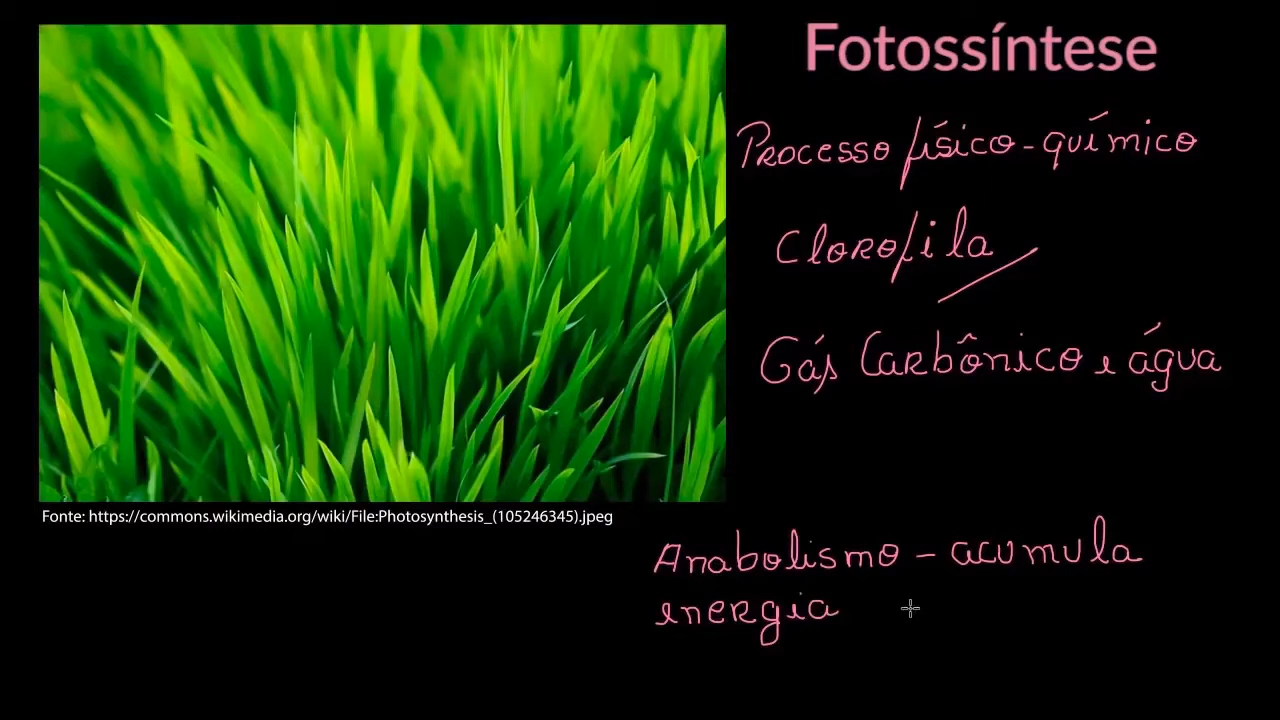 Fotossíntese
Processo físico-químico
Clorofila
Gás Carbônico e água
Fonte: https://commons.wikimedia.org/wiki/File:Photosynthesis_(105246345).jpeg
Anabolismo - acumula
energia